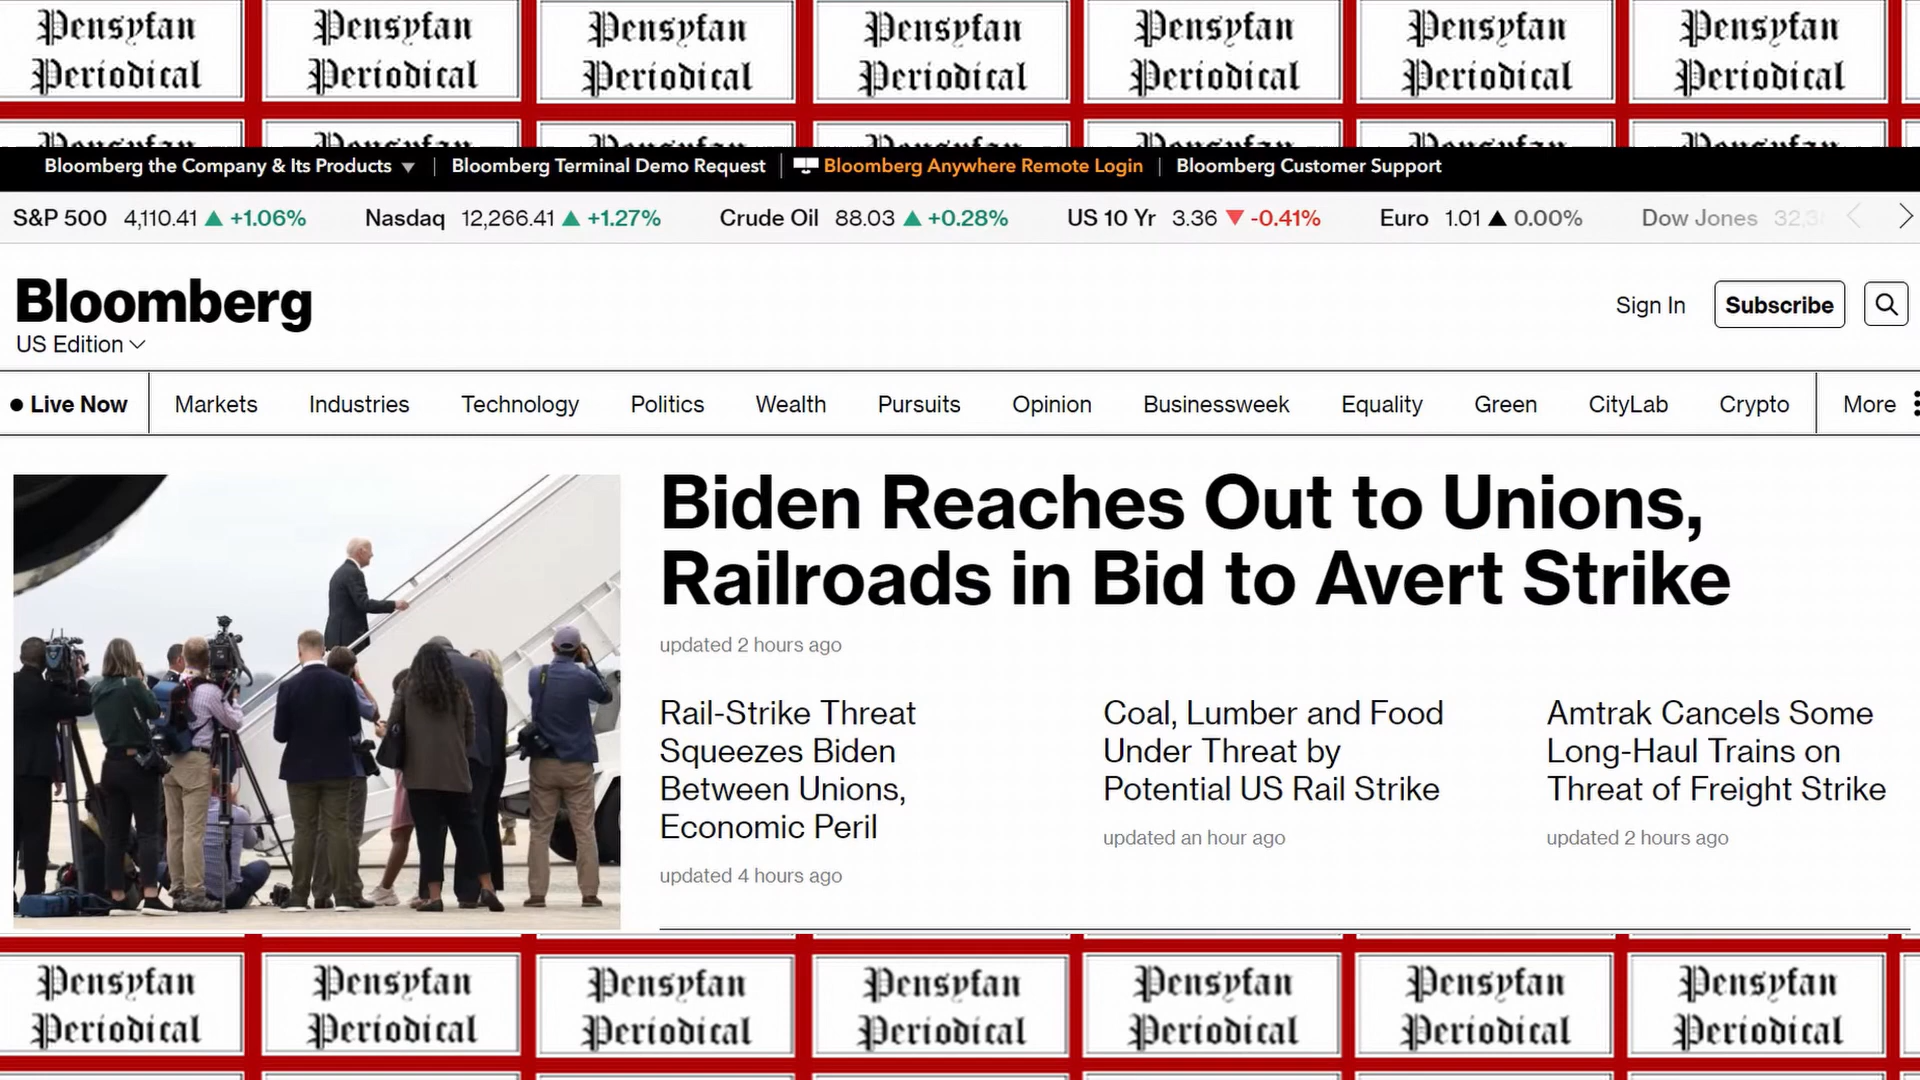 Pensyfan Pensyfan Pensyfan Pensyfan Pensyfan Pensyfan Pensyfan
Periodical Periodical Periodical Periodical Periodical Periodical Periodical
Pensyfan Pensyfan Pensyfan Pensyfan Pensyfan Pensyfan Pensyfan
Bloomberg the Company & Its Products Bloomberg Terminal Demo Request Bloomberg Anywhere Remote Login Bloomberg Customer Support
S&P 500 4,110.41 ▲ +1.06% Nasdaq 12,266.41 ▲ +1.27% Crude Oil 88.03 ▲ +0.28% US 10 Yr 3.36 ▼ -0.41% Euro 1.01 ▲ 0.00% Dow Jones
Bloomberg
US Edition
Sign In Subscribe
Live Now Markets Industries Technology Politics Wealth Pursuits Opinion Businessweek Equality Green CityLab Crypto More
Biden Reaches Out to Unions,
Railroads in Bid to Avert Strike
updated 2 hours ago
Rail-Strike Threat
Squeezes Biden
Between Unions,
Economic Peril
updated 4 hours ago
Coal, Lumber and Food
Under Threat by
Potential US Rail Strike
updated an hour ago
Amtrak Cancels Some
Long-Haul Trains on
Threat of Freight Strike
updated 2 hours ago
Pensyfan Pensyfan Pensyfan Pensyfan Pensyfan Pensyfan Pensyfan
Periodical Periodical Periodical Periodical Periodical Periodical Periodical